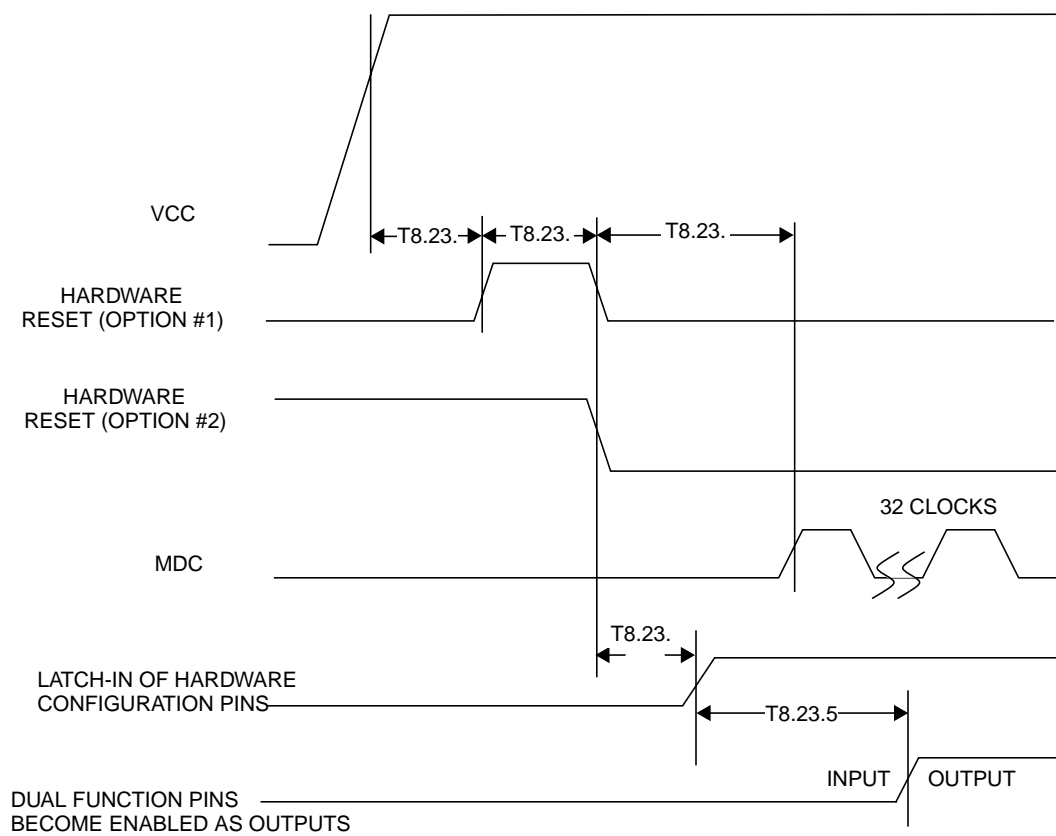 VCC
T8.23.
T8.23.
T8.23.
HARDWARE
RESET (OPTION #1)
HARDWARE
RESET (OPTION #2)
32 CLOCKS
MDC
T8.23.
LATCH-IN OF HARDWARE
CONFIGURATION PINS
T8.23.5
INPUT
OUTPUT
DUAL FUNCTION PINS
BECOME ENABLED AS OUTPUTS